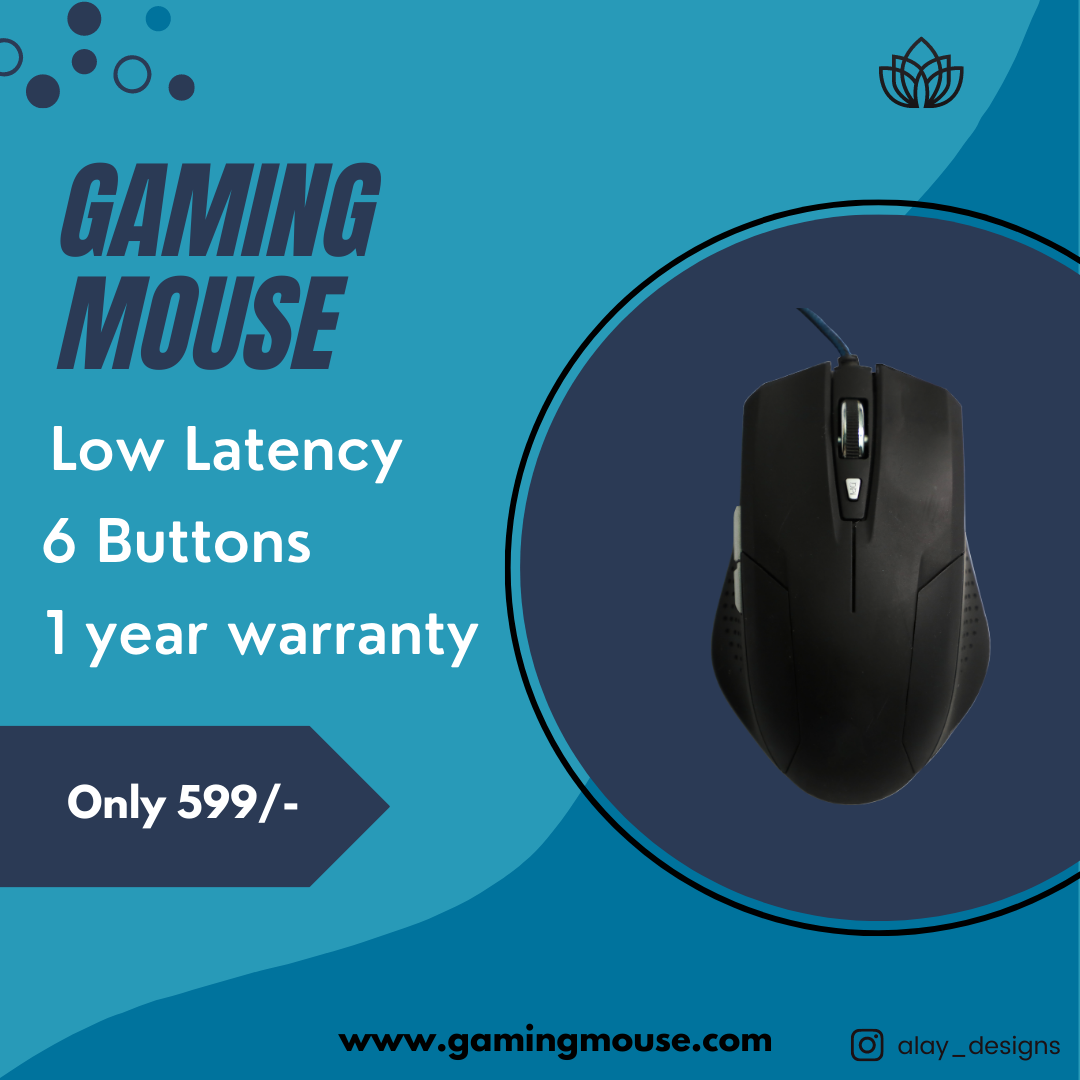 GAMING
MOUSE
Low Latency
6 Buttons
1 year warranty
Only 599/-
www.gamingmouse.com
alay_designs